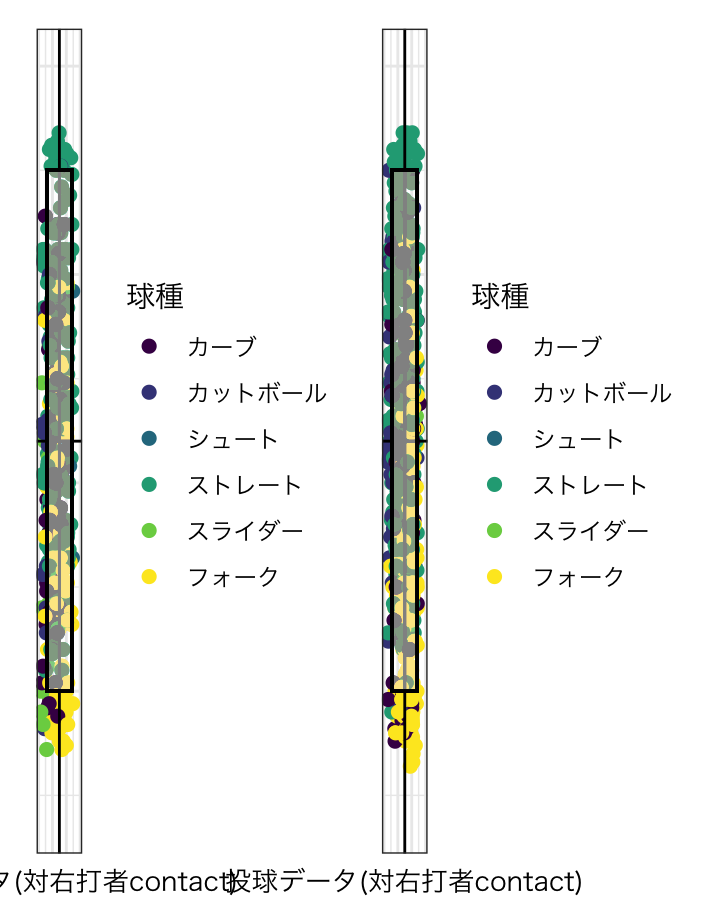 球種
カーブ
カットボール
シュート
ストレート
スライダー
フォーク
球種
カーブ
カットボール
シュート
ストレート
スライダー
フォーク
タ(対右打者contact)
投球データ(対右打者contact)